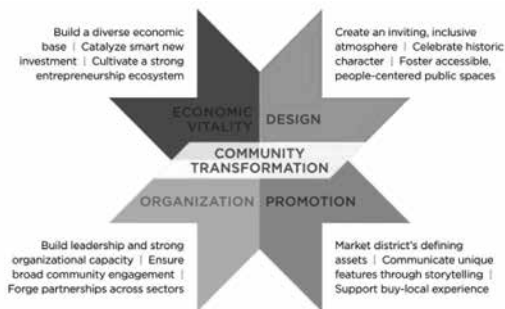 Build a diverse economic
base | Catalyze smart new
investment | Cultivate a strong
entrepreneurship ecosystem
Create an inviting, inclusive
atmosphere | Celebrate historic
character | Foster accessible,
people-centered public spaces
ECONOMIC
VITALITY
DESIGN
COMMUNITY
TRANSFORMATION
ORGANIZATION
PROMOTION
Build leadership and strong
organizational capacity | Ensure
broad community engagement |
Forge partnerships across sectors
Market district's defining
assets | Communicate unique
features through storytelling |
Support buy-local experience